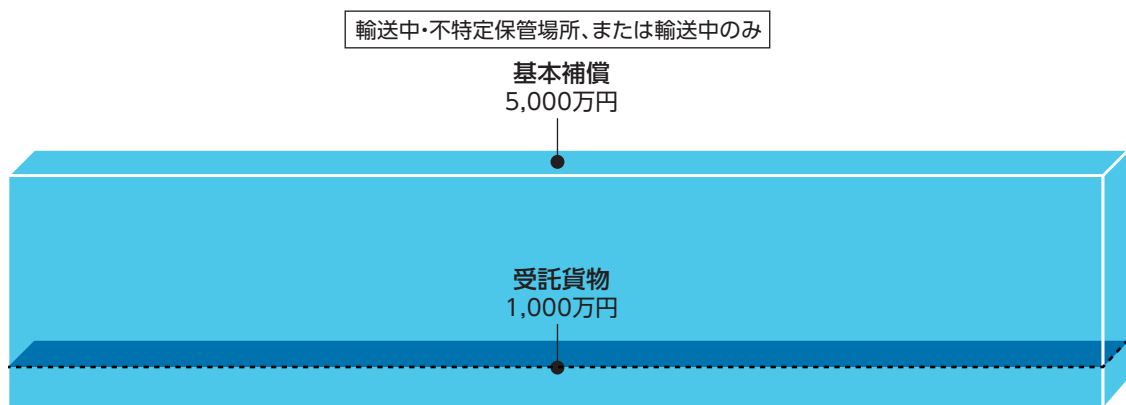 輸送中・不特定保管場所、または輸送中のみ
基本補償
5,000万円
受託貨物
1,000万円